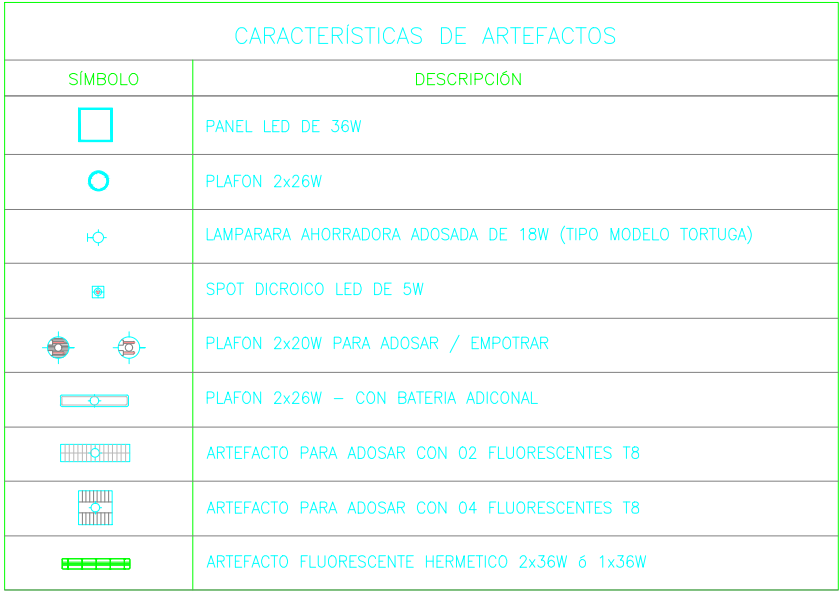 CARACTERÍSTICAS DE ARTEFACTOS
SÍMBOLO DESCRIPCIÓN
PANEL LED DE 36W
PLAFON 2x26W
LAMPARARA AHORRADORA ADOSADA DE 18W (TIPO MODELO TORTUGA)
SPOT DICROICO LED DE 5W
PLAFON 2x20W PARA ADOSAR / EMPOTRAR
PLAFON 2x26W – CON BATERIA ADICONAL
ARTEFACTO PARA ADOSAR CON 02 FLUORESCENTES T8
ARTEFACTO PARA ADOSAR CON 04 FLUORESCENTES T8
ARTEFACTO FLUORESCENTE HERMETICO 2x36W ó 1x36W